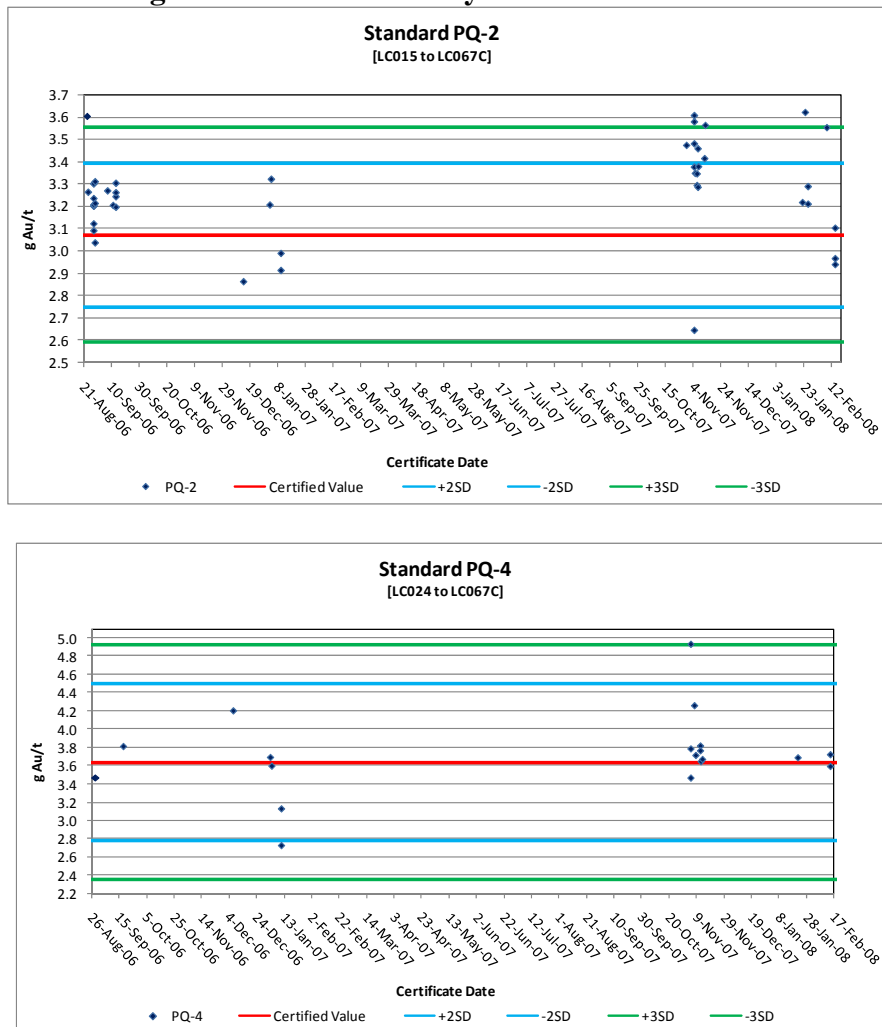 Standard PQ-2
[LC015 to LC067C]
3.7
3.6
3.5
3.4
3.3
3.2
3.1
3.0
2.9
2.8
2.7
2.6
2.5
g Au/t
21-Aug-06
10-Sep-06
30-Sep-06
20-Oct-06
9-Nov-06
29-Nov-06
19-Dec-06
8-Jan-07
28-Jan-07
17-Feb-07
9-Mar-07
29-Mar-07
18-Apr-07
8-May-07
28-May-07
17-Jun-07
7-Jul-07
27-Jul-07
16-Aug-07
5-Sep-07
25-Sep-07
15-Oct-07
4-Nov-07
24-Nov-07
14-Dec-07
3-Jan-08
23-Jan-08
12-Feb-08
Certificate Date
PQ-2 Certified Value +2SD -2SD +3SD -3SD
Standard PQ-4
[LC024 to LC067C]
5.0
4.8
4.6
4.4
4.2
4.0
3.8
3.6
3.4
3.2
3.0
2.8
2.6
2.4
2.2
g Au/t
26-Aug-06
15-Sep-06
5-Oct-06
25-Oct-06
14-Nov-06
4-Dec-06
24-Dec-06
13-Jan-07
2-Feb-07
22-Feb-07
14-Mar-07
3-Apr-07
23-Apr-07
13-May-07
2-Jun-07
22-Jun-07
12-Jul-07
1-Aug-07
21-Aug-07
10-Sep-07
30-Sep-07
20-Oct-07
9-Nov-07
29-Nov-07
19-Dec-07
8-Jan-08
28-Jan-08
17-Feb-08
Certificate Date
PQ-4 Certified Value +2SD -2SD +3SD -3SD